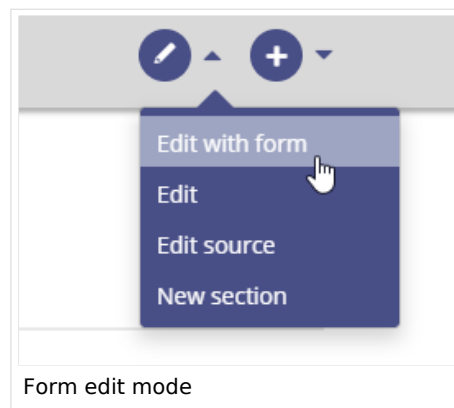 Edit with form
Edit
Edit source
New section
Form edit mode